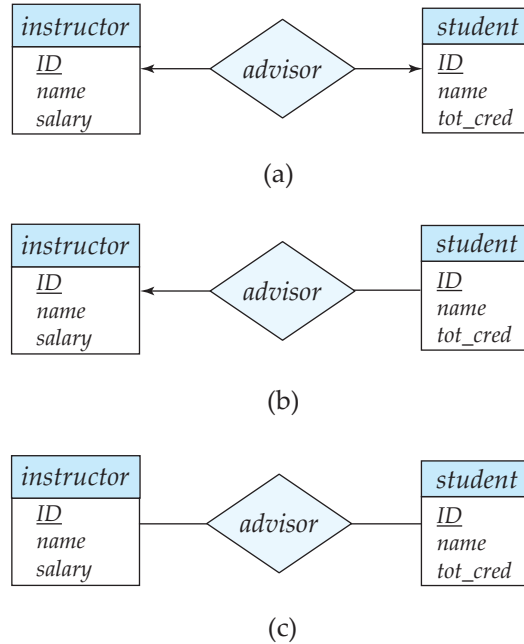 instructor
ID
name
salary
advisor
student
ID
name
tot_cred
(a)
instructor
ID
name
salary
advisor
student
ID
name
tot_cred
(b)
instructor
ID
name
salary
advisor
student
ID
name
tot_cred
(c)